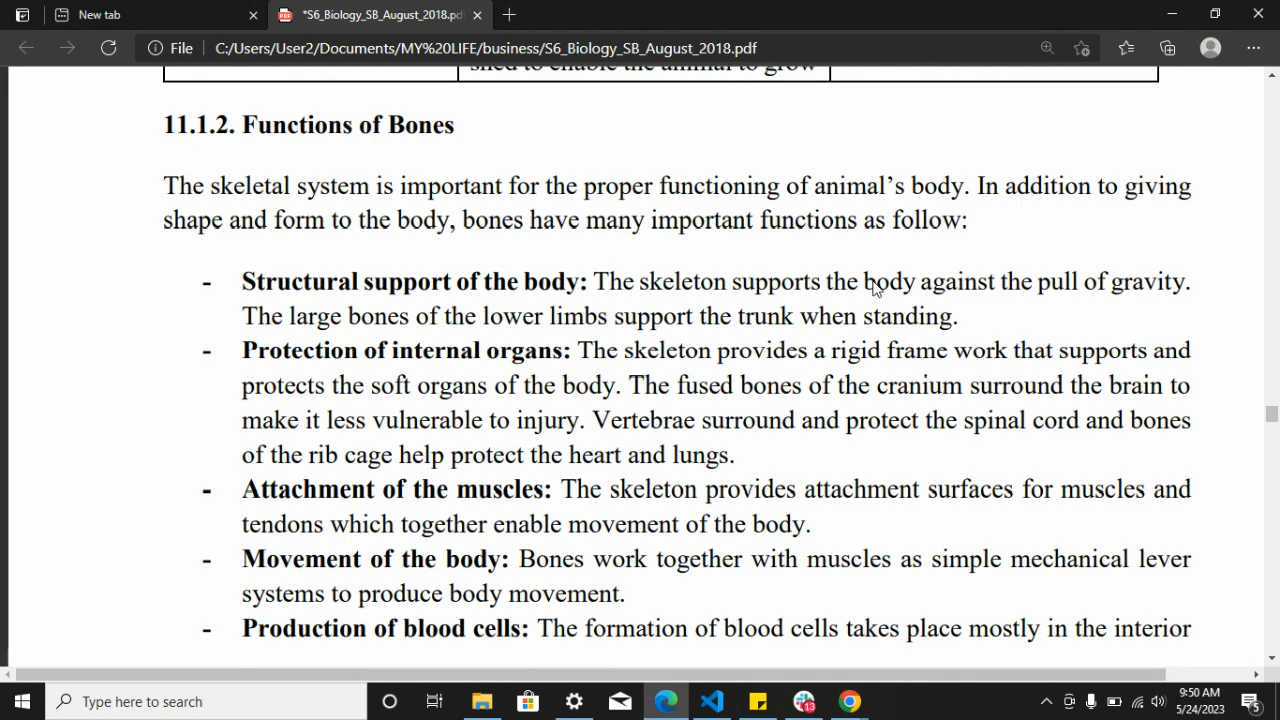 New tab
*S6_Biology_SB_August_2018.pdf
File
C:/Users/User2/Documents/MY%20LIFE/business/S6_Biology_SB_August_2018.pdf
shed to enable the animal to grow
11.1.2. Functions of Bones
The skeletal system is important for the proper functioning of animal’s body. In addition to giving
shape and form to the body, bones have many important functions as follow:
- Structural support of the body: The skeleton supports the body against the pull of gravity.
The large bones of the lower limbs support the trunk when standing.
- Protection of internal organs: The skeleton provides a rigid frame work that supports and
protects the soft organs of the body. The fused bones of the cranium surround the brain to
make it less vulnerable to injury. Vertebrae surround and protect the spinal cord and bones
of the rib cage help protect the heart and lungs.
- Attachment of the muscles: The skeleton provides attachment surfaces for muscles and
tendons which together enable movement of the body.
- Movement of the body: Bones work together with muscles as simple mechanical lever
systems to produce body movement.
- Production of blood cells: The formation of blood cells takes place mostly in the interior
Type here to search
13
9:50 AM
5/24/2023
5